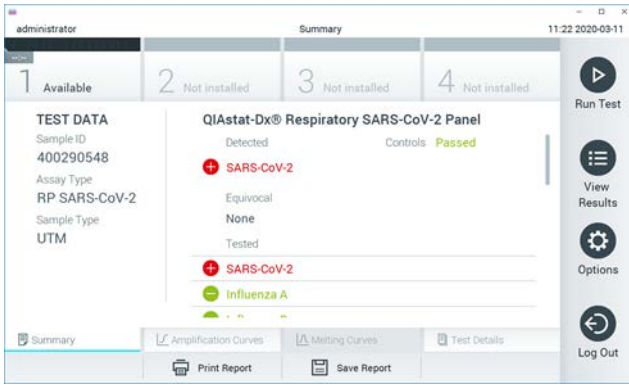 administrator
Summary
11:22 2020-03-11
1 Available
2 Not installed
3 Not installed
4 Not installed
Run Test
View
Results
Options
Log Out
TEST DATA
Sample ID
400290548
Assay Type
RP SARS-CoV-2
Sample Type
UTM
QIAstat-Dx® Respiratory SARS-CoV-2 Panel
Detected
Controls Passed
SARS-CoV-2
Equivocal
None
Tested
SARS-CoV-2
Influenza A
Summary
Amplification Curves
Melting Curves
Test Details
Print Report
Save Report